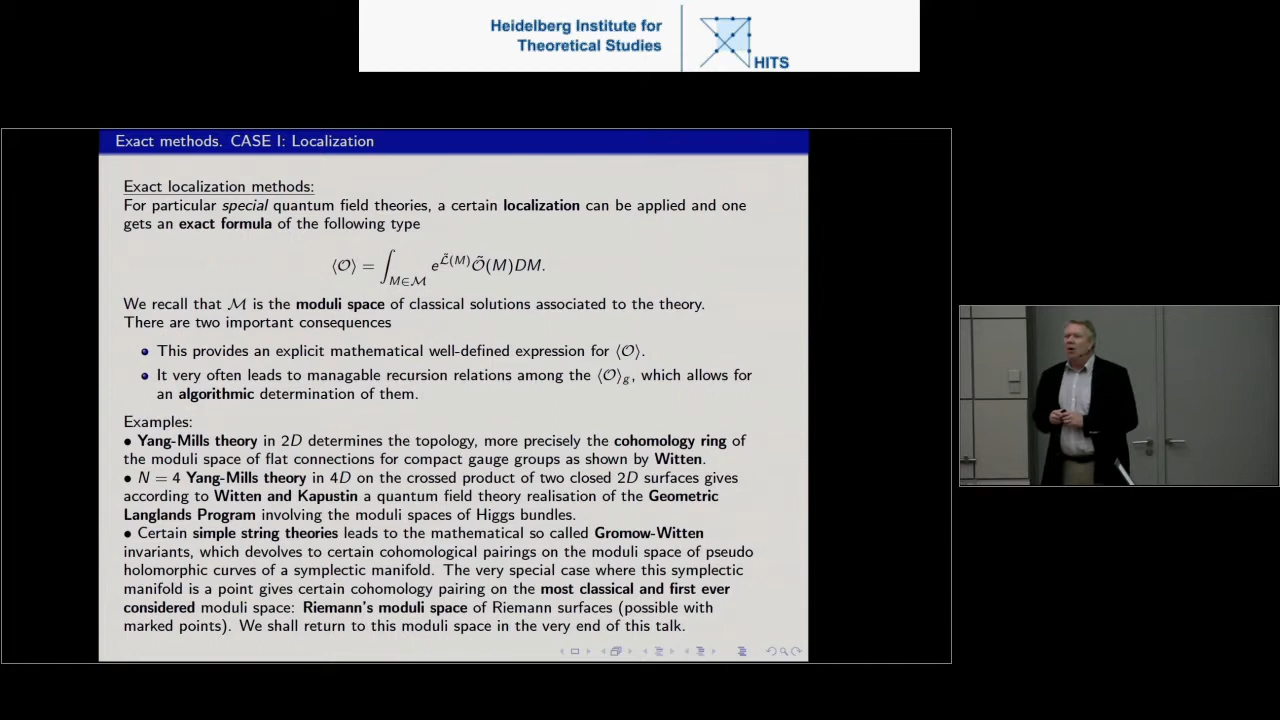 Heidelberg Institute for
Theoretical Studies
HITS
Exact methods. CASE I: Localization
Exact localization methods:
For particular special quantum field theories, a certain localization can be applied and one
gets an exact formula of the following type
⟨𝒪⟩ = ∫_{M∈ℳ} e^{ℒ̃(M)} 𝒪̃(M)DM.
We recall that ℳ is the moduli space of classical solutions associated to the theory.
There are two important consequences
• This provides an explicit mathematical well-defined expression for ⟨𝒪⟩.
• It very often leads to managable recursion relations among the ⟨𝒪⟩_g, which allows for
an algorithmic determination of them.
Examples:
• Yang-Mills theory in 2D determines the topology, more precisely the cohomology ring of
the moduli space of flat connections for compact gauge groups as shown by Witten.
• N = 4 Yang-Mills theory in 4D on the crossed product of two closed 2D surfaces gives
according to Witten and Kapustin a quantum field theory realisation of the Geometric
Langlands Program involving the moduli spaces of Higgs bundles.
• Certain simple string theories leads to the mathematical so called Gromow-Witten
invariants, which devolves to certain cohomological pairings on the moduli space of pseudo
holomorphic curves of a symplectic manifold. The very special case where this symplectic
manifold is a point gives certain cohomology pairing on the most classical and first ever
considered moduli space: Riemann's moduli space of Riemann surfaces (possible with
marked points). We shall return to this moduli space in the very end of this talk.